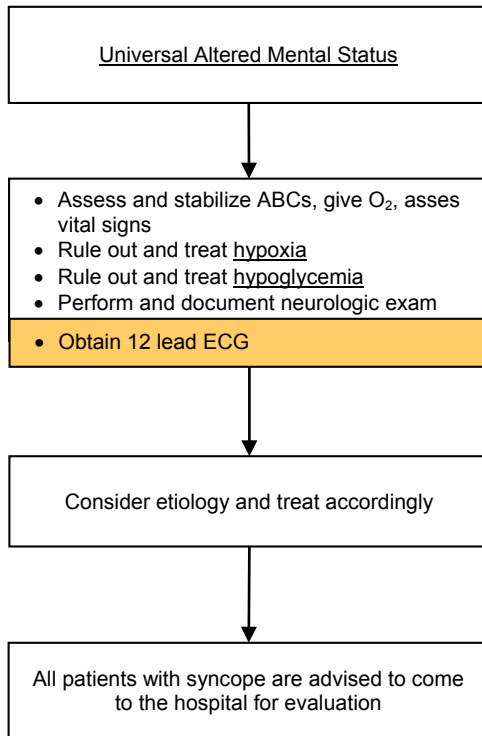 Universal Altered Mental Status
• Assess and stabilize ABCs, give O₂, asses
vital signs
• Rule out and treat hypoxia
• Rule out and treat hypoglycemia
• Perform and document neurologic exam
• Obtain 12 lead ECG
Consider etiology and treat accordingly
All patients with syncope are advised to come
to the hospital for evaluation